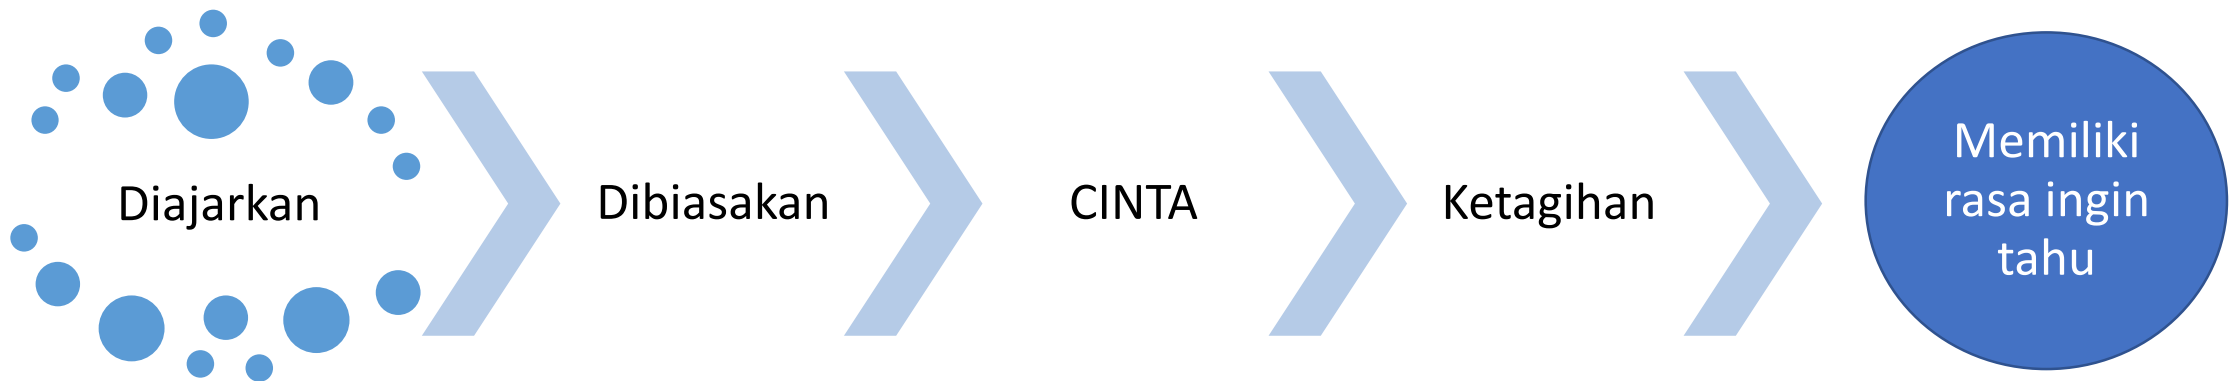 Diajarkan
Dibiasakan
CINTA
Ketagihan
Memiliki
rasa ingin
tahu